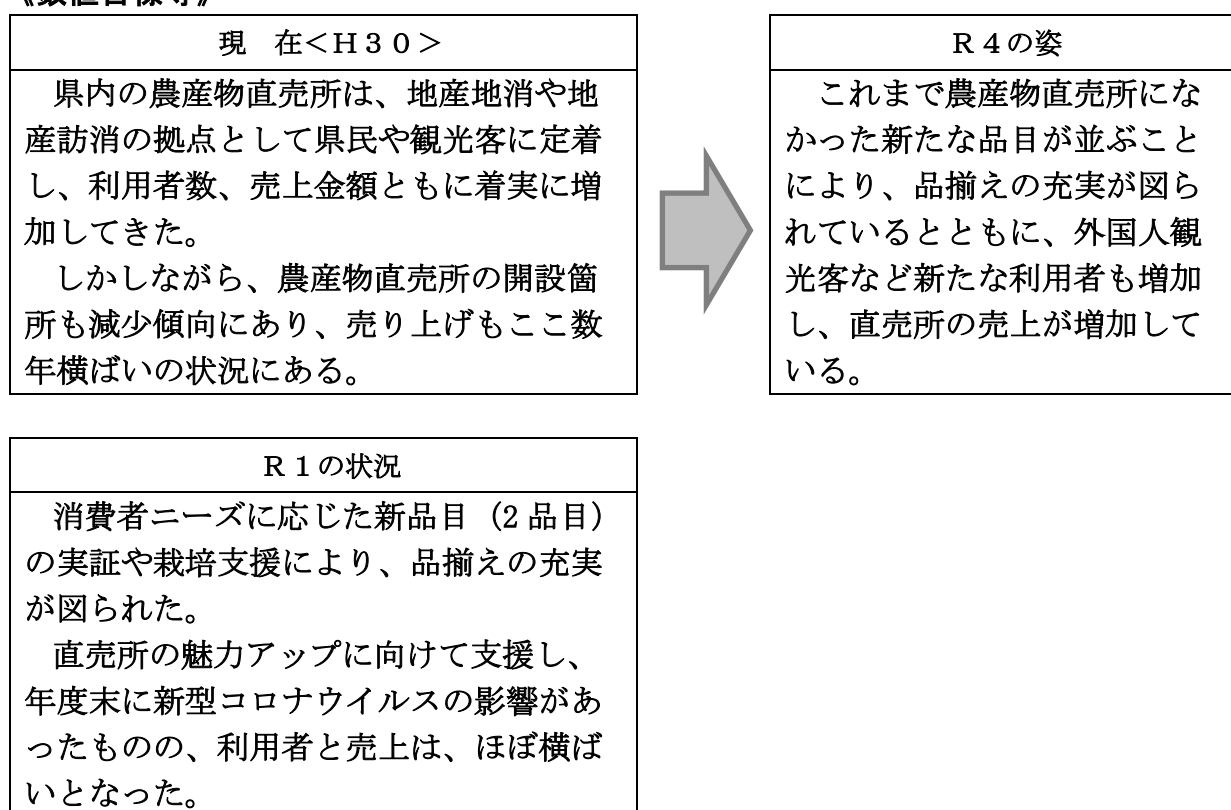 現　在＜Ｈ３０＞
県内の農産物直売所は、地産地消や地
産訪消の拠点として県民や観光客に定着
し、利用者数、売上金額ともに着実に増
加してきた。
しかしながら、農産物直売所の開設箇
所も減少傾向にあり、売り上げもここ数
年横ばいの状況にある。
Ｒ４の姿
これまで農産物直売所にな
かった新たな品目が並ぶこと
により、品揃えの充実が図ら
れているとともに、外国人観
光客など新たな利用者も増加
し、直売所の売上が増加して
いる。
Ｒ１の状況
消費者ニーズに応じた新品目（2 品目）
の実証や栽培支援により、品揃えの充実
が図られた。
直売所の魅力アップに向けて支援し、
年度末に新型コロナウイルスの影響があ
ったものの、利用者と売上は、ほぼ横ば
いとなった。